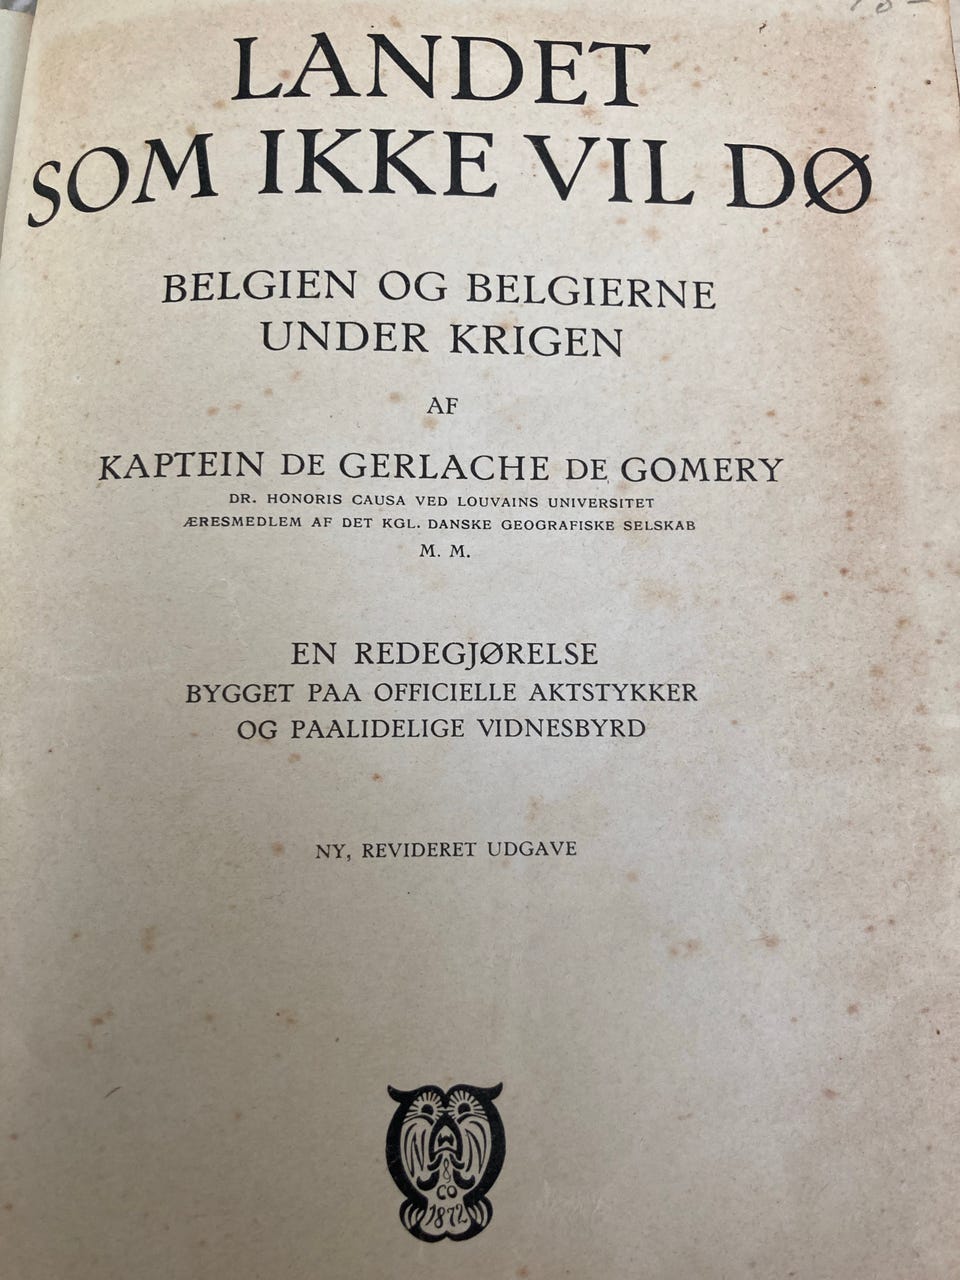 LANDET
SOM IKKE VIL DØ
BELGIEN OG BELGIERNE
UNDER KRIGEN
AF
KAPTEIN DE GERLACHE DE GOMERY
DR. HONORIS CAUSA VED LOUVAINS UNIVERSITET
ÆRESMEDLEM AF DET KGL. DANSKE GEOGRAFISKE SELSKAB
M. M.
EN REDEGJØRELSE
BYGGET PAA OFFICIELLE AKTSTYKKER
OG PAALIDELIGE VIDNESBYRD
NY, REVIDERET UDGAVE
N N
&
CO
1872